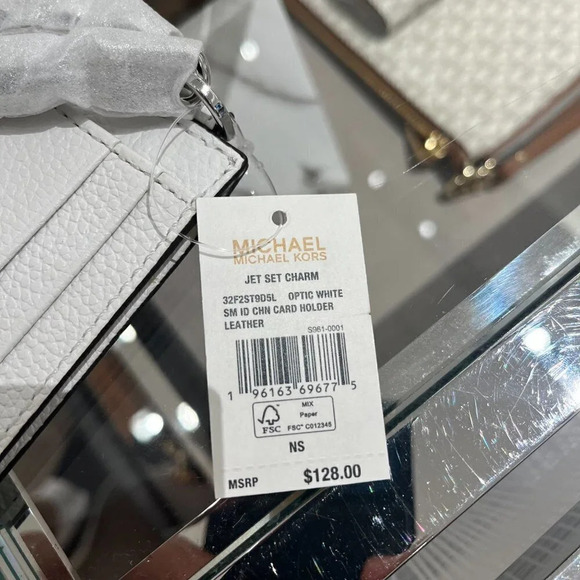 MICHAEL
MICHAEL KORS
JET SET CHARM
32F2ST9D5L OPTIC WHITE
SM ID CHN CARD HOLDER
LEATHER
S981-0001
1 96163 69677 5
FSC
MIX
Paper
FSC® C012345
NS
MSRP $128.00